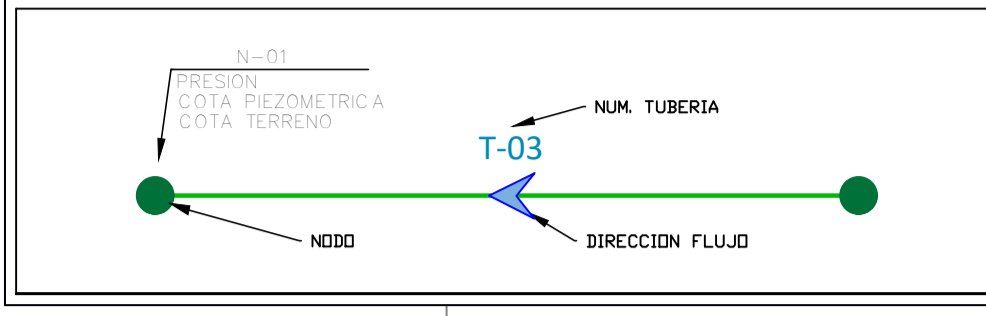 N-01
PRESION
COTA PIEZOMETRICA
COTA TERRENO
NUM. TUBERIA
T-03
NODO
DIRECCION FLUJO